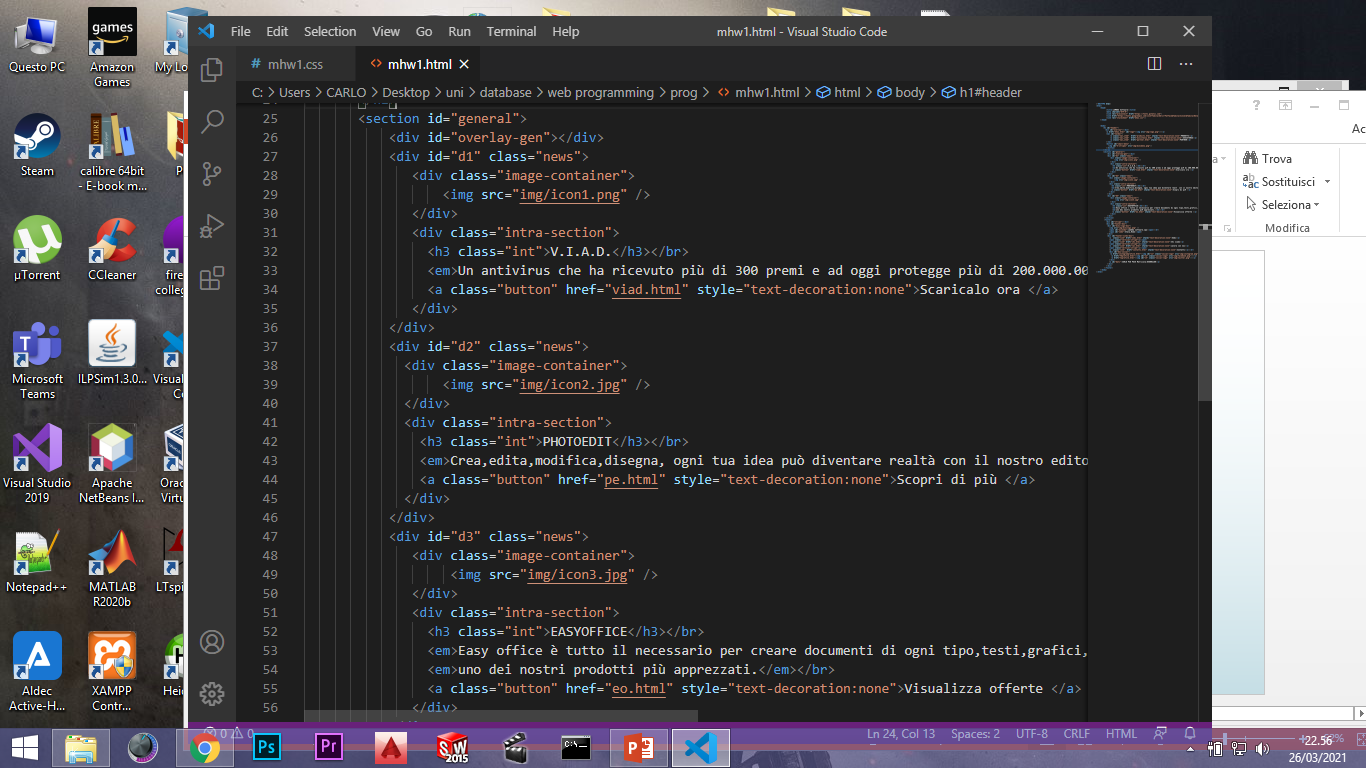 Questo PC
Amazon Games
games
Steam
calibre 64bit - E-book m...
µTorrent
CCleaner
fire
colleg
Microsoft Teams
ILPSim1.3.0...
Visual
Visual Studio 2019
Apache NetBeans I...
Orac
Virtu
Notepad++
MATLAB R2020b
LTspi
Aldec Active-H...
XAMPP Contr...
File Edit Selection View Go Run Terminal Help
mhw1.html - Visual Studio Code
# mhw1.css
<> mhw1.html
C: > Users > CARLO > Desktop > uni > database > web programming > prog > <> mhw1.html > html > body > h1#header
25 <section id="general">
26 <div id="overlay-gen"></div>
27 <div id="d1" class="news">
28 <div class="image-container">
29 <img src="img/icon1.png" />
30 </div>
31 <div class="intra-section">
32 <h3 class="int">V.I.A.D.</h3></br>
33 <em>Un antivirus che ha ricevuto più di 300 premi e ad oggi protegge più di 200.000.00
34 <a class="button" href="viad.html" style="text-decoration:none">Scaricalo ora </a>
35 </div>
36 </div>
37 <div id="d2" class="news">
38 <div class="image-container">
39 <img src="img/icon2.jpg" />
40 </div>
41 <div class="intra-section">
42 <h3 class="int">PHOTOEDIT</h3></br>
43 <em>Crea,edita,modifica,disegna, ogni tua idea può diventare realtà con il nostro edito
44 <a class="button" href="pe.html" style="text-decoration:none">Scopri di più </a>
45 </div>
46 </div>
47 <div id="d3" class="news">
48 <div class="image-container">
49 <img src="img/icon3.jpg" />
50 </div>
51 <div class="intra-section">
52 <h3 class="int">EASYOFFICE</h3></br>
53 <em>Easy office è tutto il necessario per creare documenti di ogni tipo,testi,grafici,
54 <em>uno dei nostri prodotti più apprezzati.</em></br>
55 <a class="button" href="eo.html" style="text-decoration:none">Visualizza offerte </a>
56 </div>
Ac
Trova
Sostituisci
Seleziona
Modifica
0 0
Ln 24, Col 13 Spaces: 2 UTF-8 CRLF HTML
Ps
Pr
A
SW 2015
C:\
22.56
26/03/2021